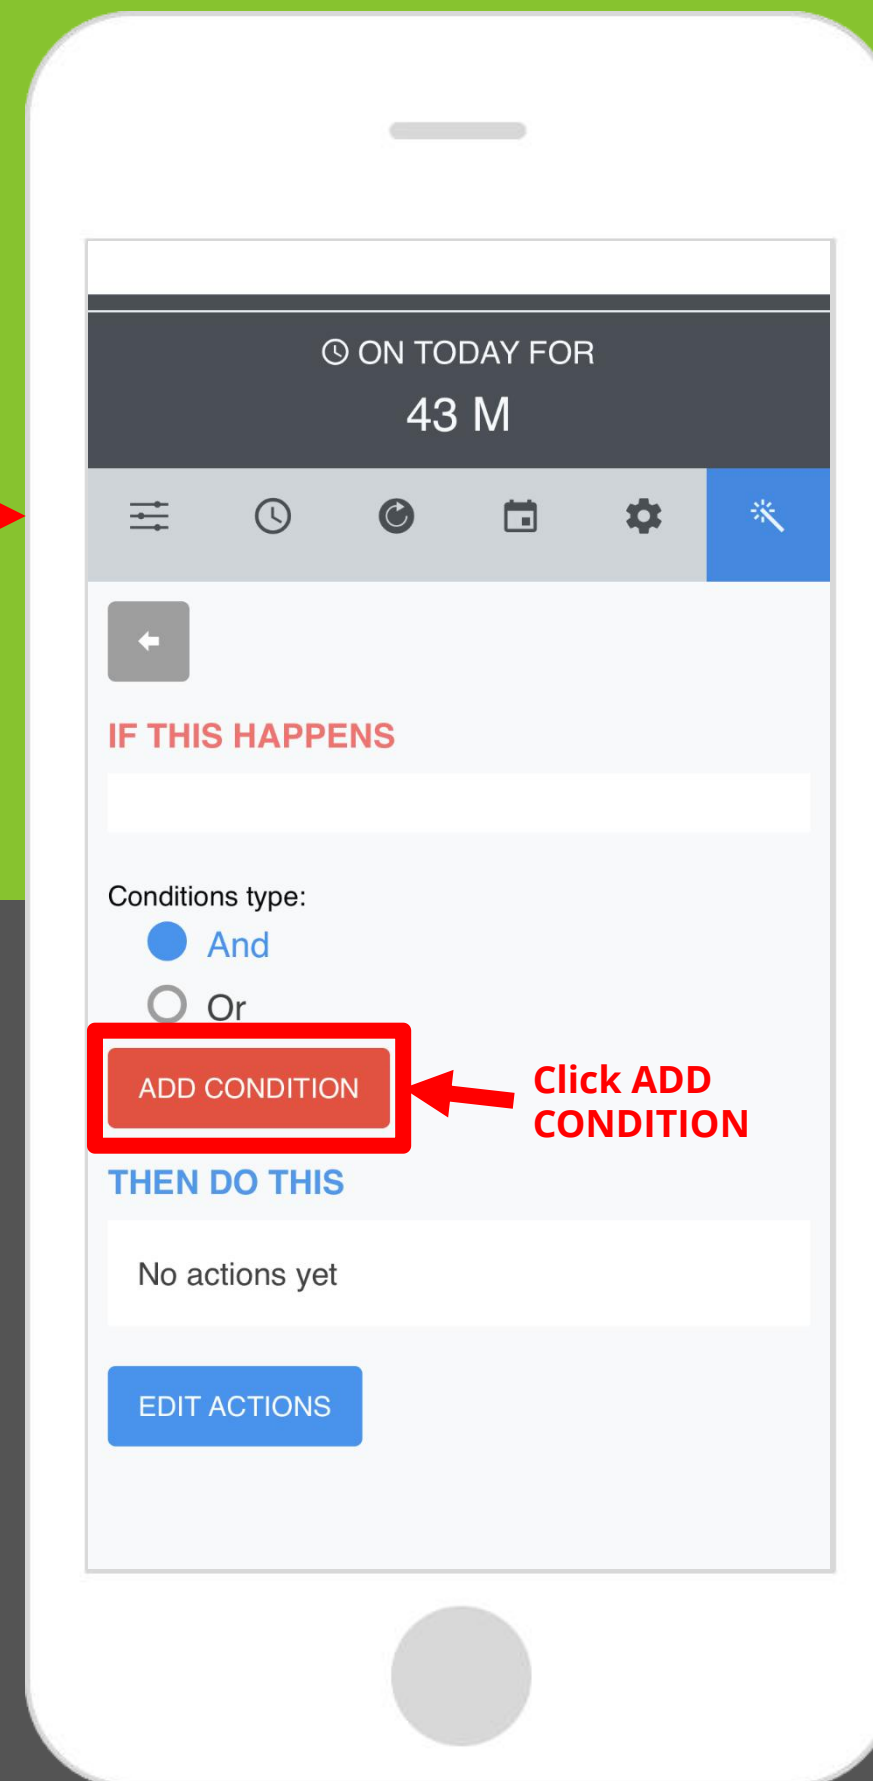 ON TODAY FOR
43 M
IF THIS HAPPENS
Conditions type:
And
Or
ADD CONDITION
Click ADD
CONDITION
THEN DO THIS
No actions yet
EDIT ACTIONS